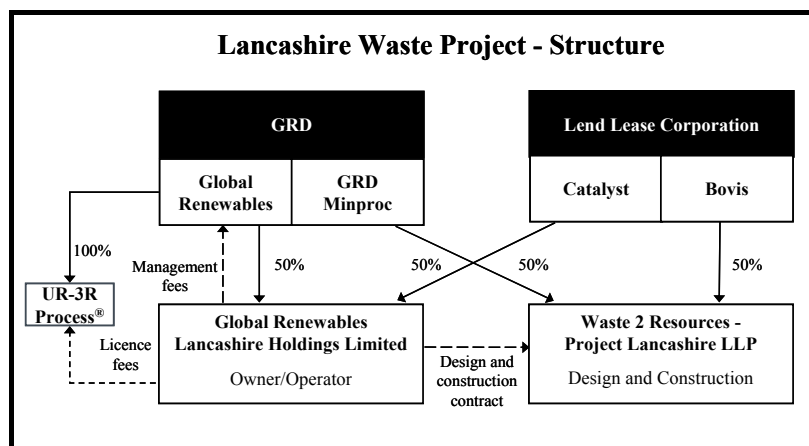 Lancashire Waste Project - Structure
GRD
Lend Lease Corporation
Global
Renewables
GRD
Minproc
Catalyst
Bovis
100%
Management
fees
50%
50%
50%
50%
UR-3R
Process®
Licence
fees
Global Renewables
Lancashire Holdings Limited
Owner/Operator
Design and
construction
contract
Waste 2 Resources -
Project Lancashire LLP
Design and Construction